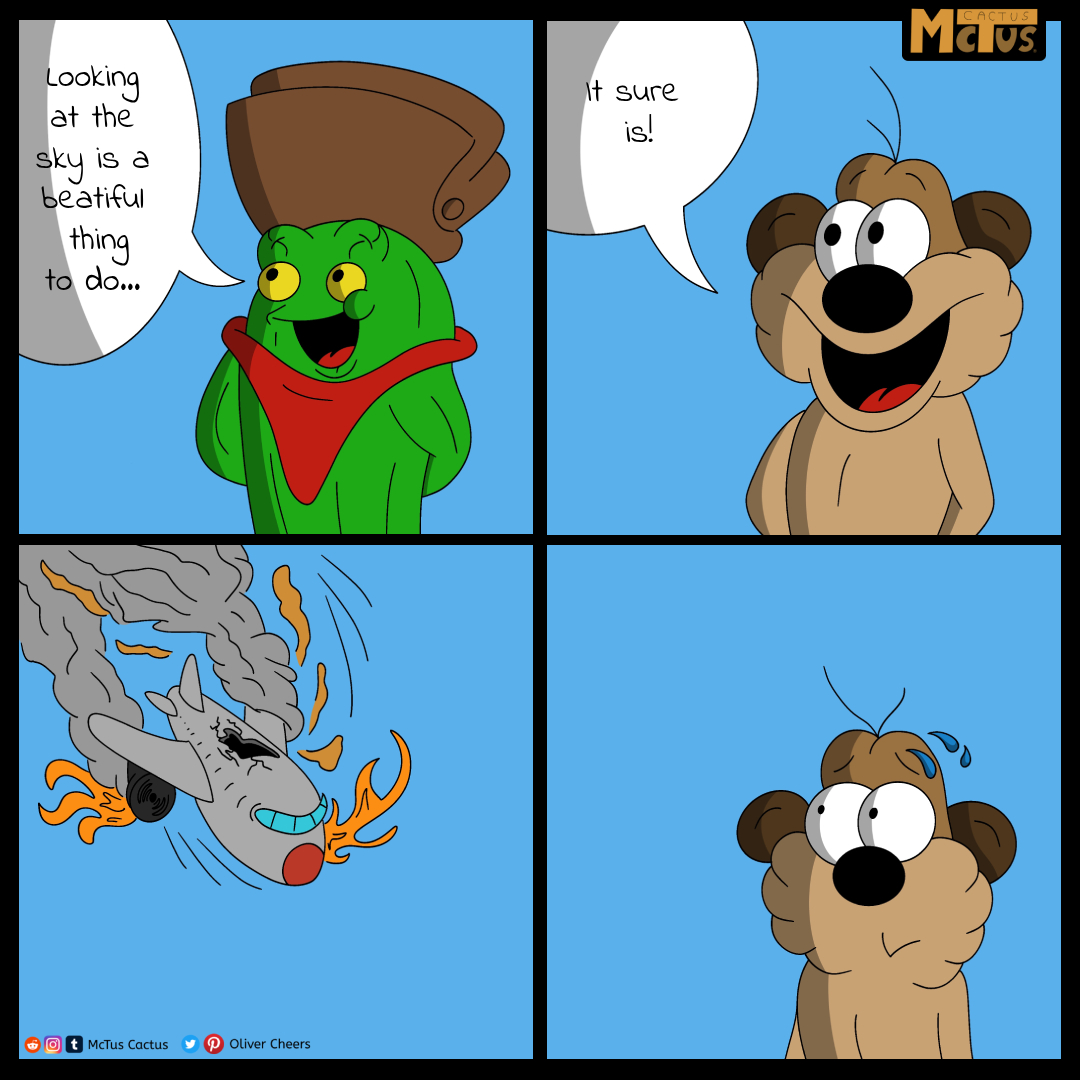 Looking
at the
sky is a
beatiful
thing
to do...
It sure
is!
CACTUS
McTus
McTus Cactus
Oliver Cheers